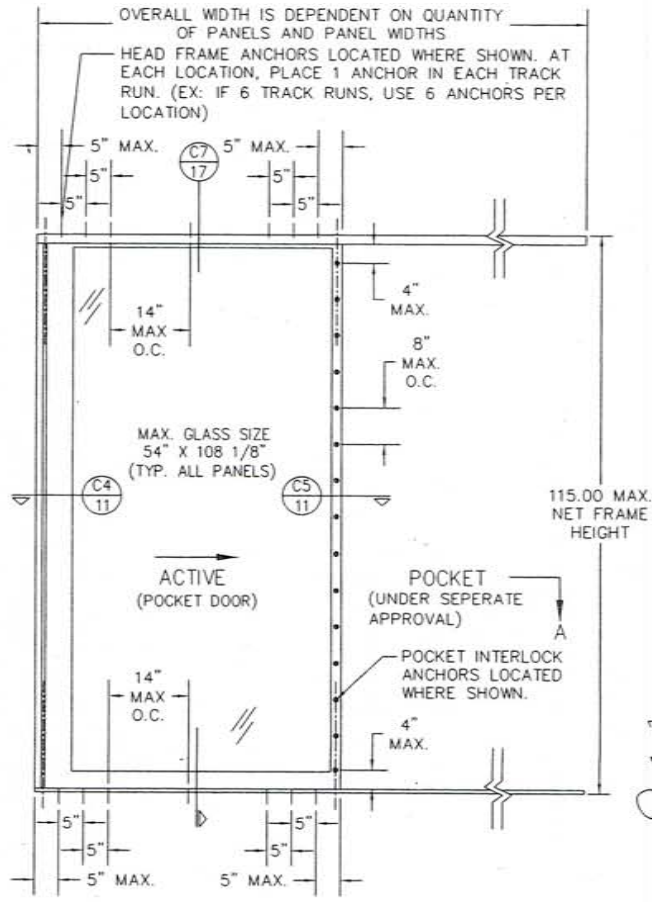 OVERALL WIDTH IS DEPENDENT ON QUANTITY
OF PANELS AND PANEL WIDTHS
HEAD FRAME ANCHORS LOCATED WHERE SHOWN. AT
EACH LOCATION, PLACE 1 ANCHOR IN EACH TRACK
RUN. (EX: IF 6 TRACK RUNS, USE 6 ANCHORS PER
LOCATION)
5" MAX.
C7
17
5" MAX.
5"
5"
5"
5"
4"
MAX.
14"
MAX
O.C.
8"
MAX.
O.C.
MAX. GLASS SIZE
54" X 108 1/8"
(TYP. ALL PANELS)
C4
11
C5
11
115.00 MAX.
NET FRAME
HEIGHT
ACTIVE
(POCKET DOOR)
POCKET
(UNDER SEPERATE
APPROVAL)
A
POCKET INTERLOCK
ANCHORS LOCATED
WHERE SHOWN.
14"
MAX
O.C.
4"
MAX.
5"
5"
5"
5"
5" MAX.
5" MAX.